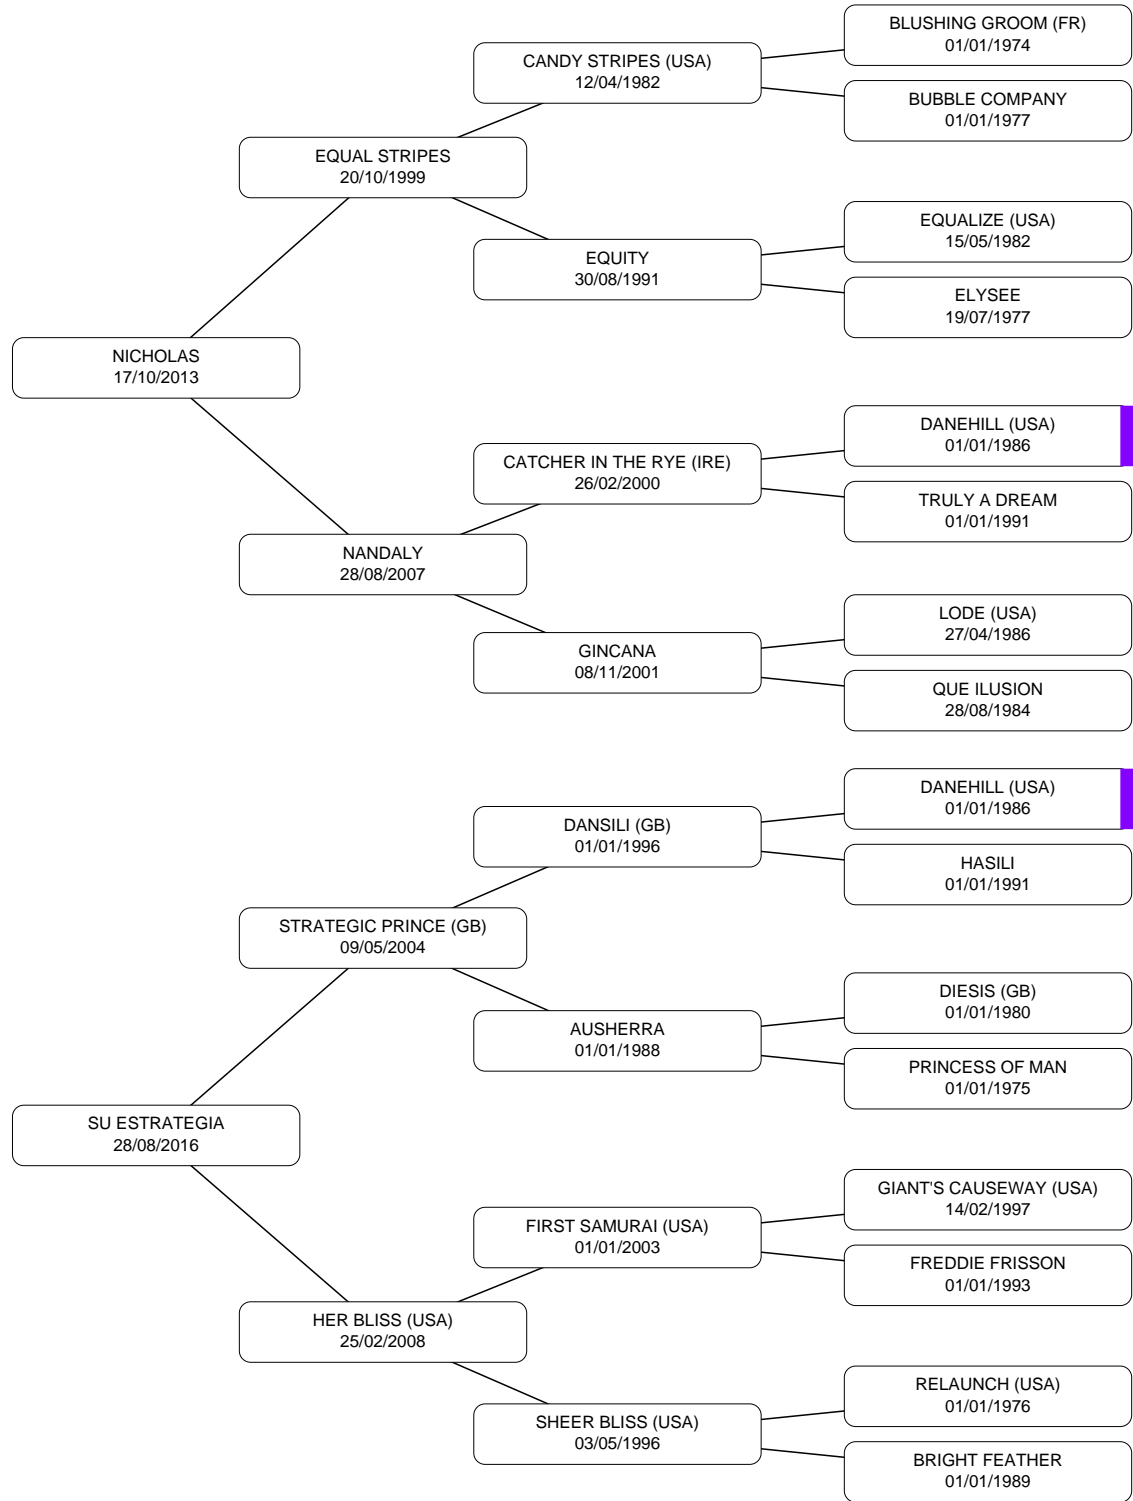 BLUSHING GROOM (FR)
01/01/1974
CANDY STRIPES (USA)
12/04/1982
BUBBLE COMPANY
01/01/1977
EQUAL STRIPES
20/10/1999
EQUALIZE (USA)
15/05/1982
EQUITY
30/08/1991
ELYSEE
19/07/1977
NICHOLAS
17/10/2013
DANEHILL (USA)
01/01/1986
CATCHER IN THE RYE (IRE)
26/02/2000
TRULY A DREAM
01/01/1991
NANDALY
28/08/2007
LODE (USA)
27/04/1986
GINCANA
08/11/2001
QUE ILUSION
28/08/1984
DANEHILL (USA)
01/01/1986
DANSILI (GB)
01/01/1996
HASILI
01/01/1991
STRATEGIC PRINCE (GB)
09/05/2004
DIESIS (GB)
01/01/1980
AUSHERRA
01/01/1988
PRINCESS OF MAN
01/01/1975
SU ESTRATEGIA
28/08/2016
GIANT'S CAUSEWAY (USA)
14/02/1997
FIRST SAMURAI (USA)
01/01/2003
FREDDIE FRISSON
01/01/1993
HER BLISS (USA)
25/02/2008
RELAUNCH (USA)
01/01/1976
SHEER BLISS (USA)
03/05/1996
BRIGHT FEATHER
01/01/1989